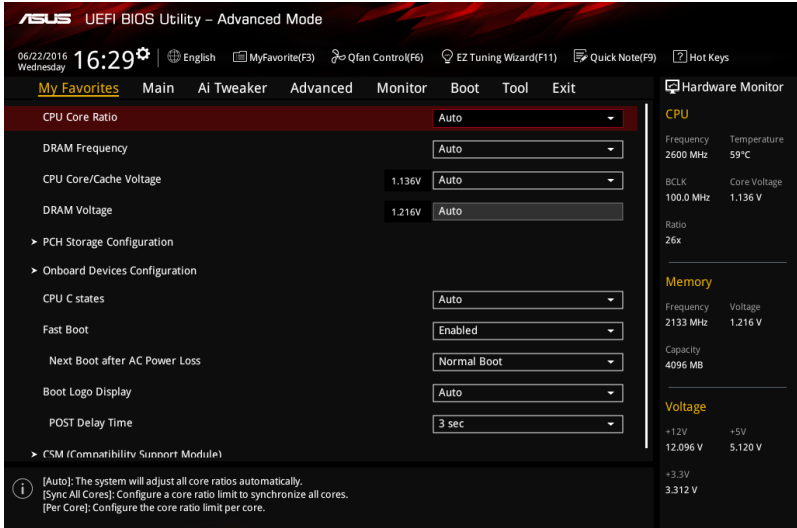 ASUS UEFI BIOS Utility – Advanced Mode
06/22/2016
Wednesday
16:29
English
MyFavorite(F3)
Qfan Control(F6)
EZ Tuning Wizard(F11)
Quick Note(F9)
? Hot Keys
My Favorites Main Ai Tweaker Advanced Monitor Boot Tool Exit
CPU Core Ratio Auto
DRAM Frequency Auto
CPU Core/Cache Voltage 1.136V Auto
DRAM Voltage 1.216V Auto
> PCH Storage Configuration
> Onboard Devices Configuration
CPU C states Auto
Fast Boot Enabled
Next Boot after AC Power Loss Normal Boot
Boot Logo Display Auto
POST Delay Time 3 sec
> CSM (Compatibility Support Module)
[Auto]: The system will adjust all core ratios automatically.
[Sync All Cores]: Configure a core ratio limit to synchronize all cores.
[Per Core]: Configure the core ratio limit per core.
Hardware Monitor
CPU
Frequency Temperature
2600 MHz 59°C
BCLK Core Voltage
100.0 MHz 1.136 V
Ratio
26x
Memory
Frequency Voltage
2133 MHz 1.216 V
Capacity
4096 MB
Voltage
+12V +5V
12.096 V 5.120 V
+3.3V
3.312 V